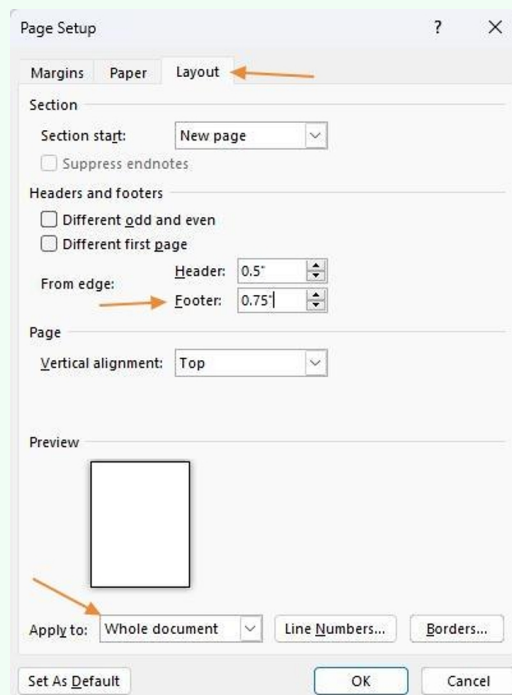 Page Setup ?
Margins Paper Layout
Section
Section start: New page
Suppress endnotes
Headers and footers
Different odd and even
Different first page
Header: 0.5"
From edge:
Footer: 0.75"
Page
Vertical alignment: Top
Preview
Apply to: Whole document Line Numbers... Borders...
Set As Default OK Cancel